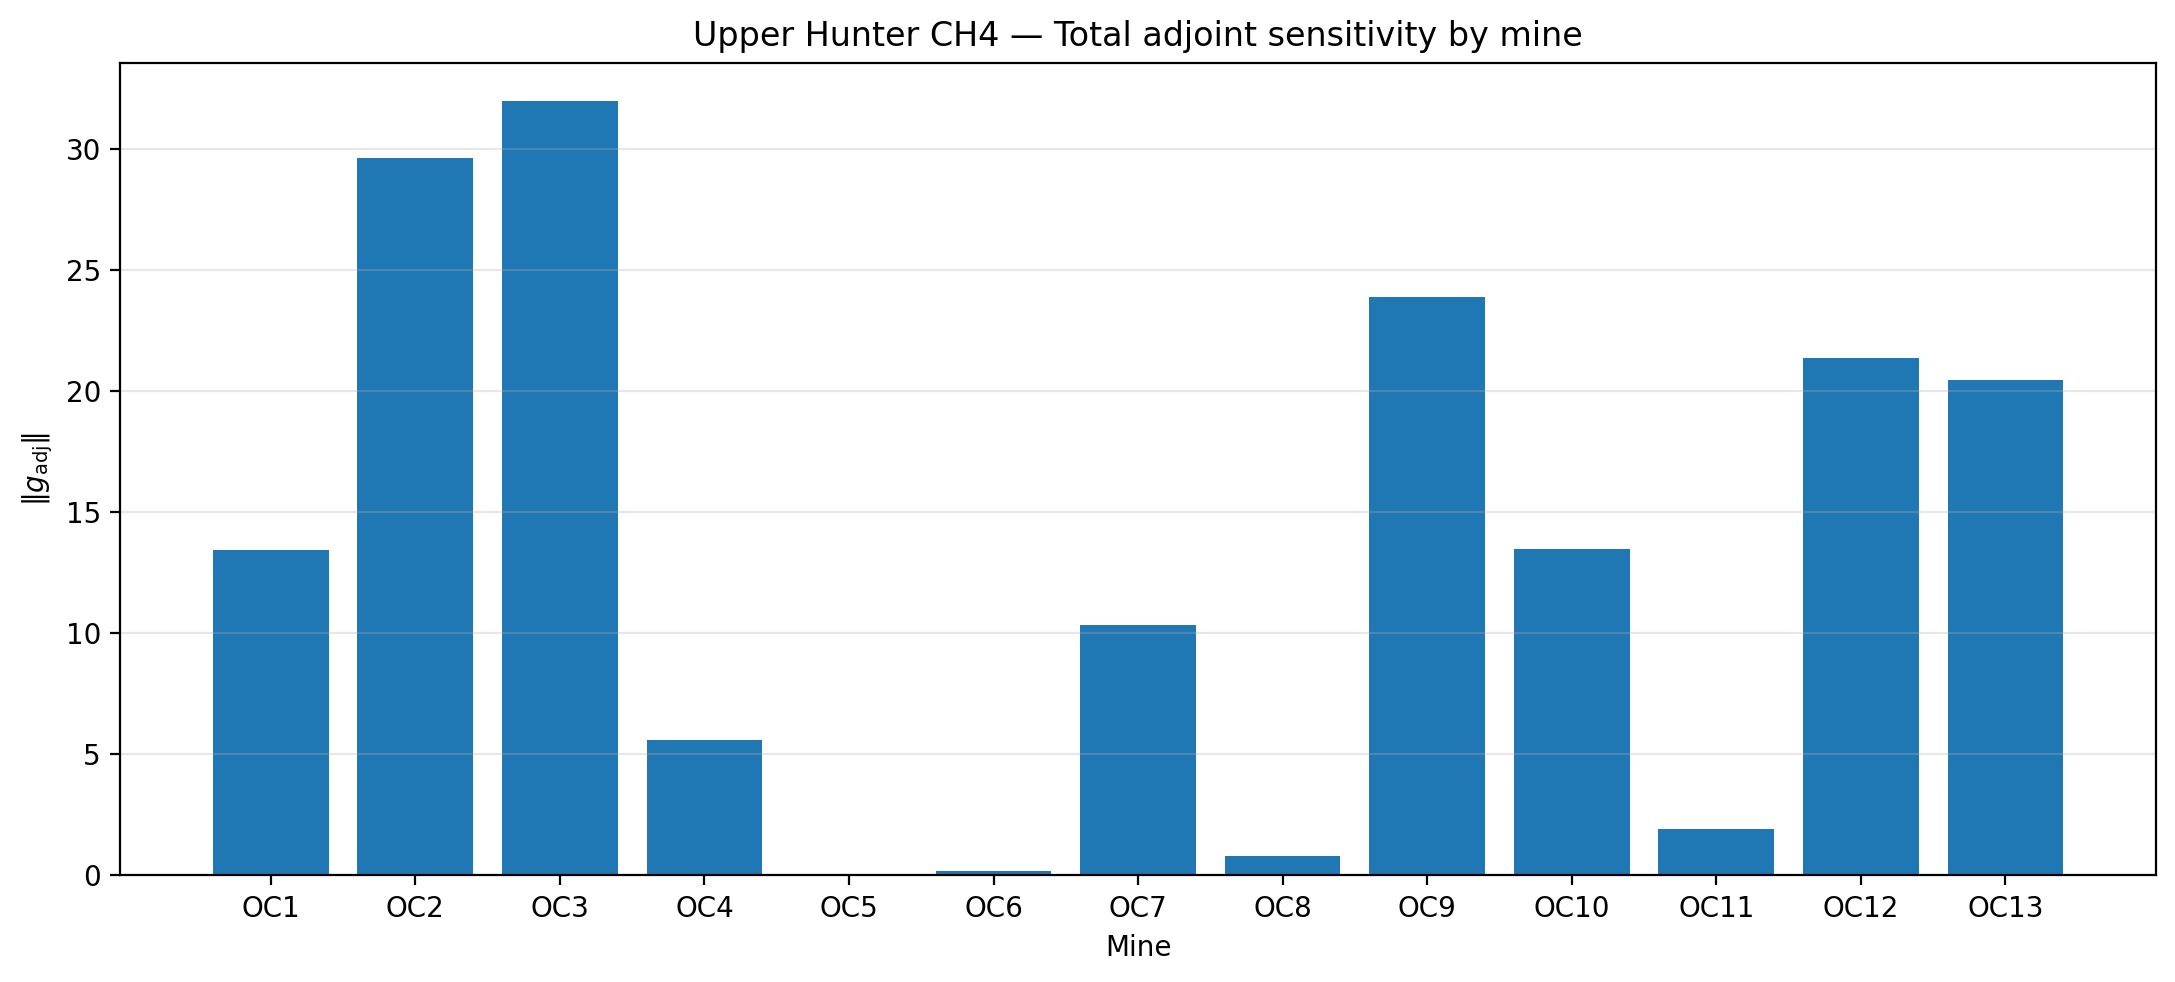 Upper Hunter CH4 — Total adjoint sensitivity by mine
30
25
20
15
10
5
0
‖g_adj‖
OC1 OC2 OC3 OC4 OC5 OC6 OC7 OC8 OC9 OC10 OC11 OC12 OC13
Mine